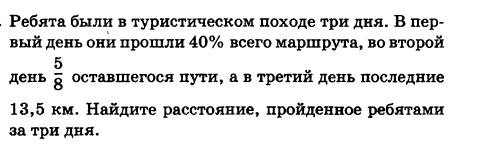 Ребята были в туристическом походе три дня. В пер-
вый день они прошли 40% всего маршрута, во второй
день 5/8 оставшегося пути, а в третий день последние
13,5 км. Найдите расстояние, пройденное ребятами
за три дня.